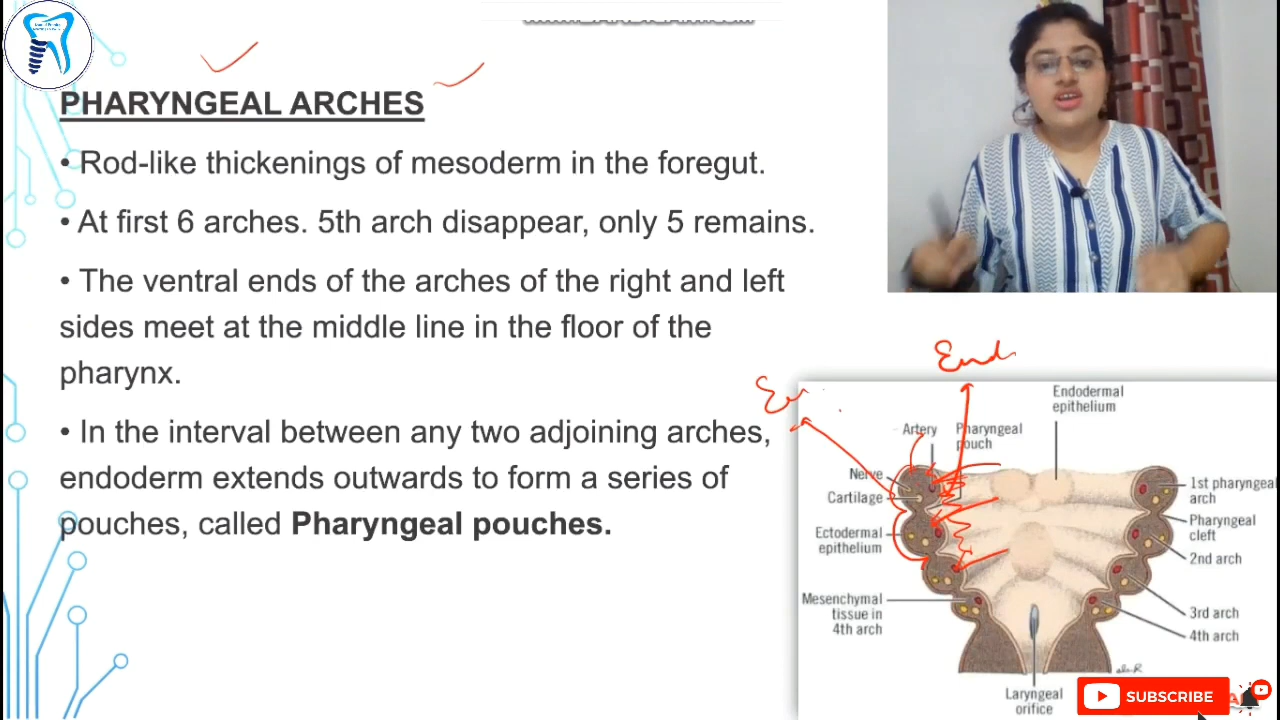 PHARYNGEAL ARCHES
• Rod-like thickenings of mesoderm in the foregut.
• At first 6 arches. 5th arch disappear, only 5 remains.
• The ventral ends of the arches of the right and left
sides meet at the middle line in the floor of the
pharynx.
• In the interval between any two adjoining arches,
endoderm extends outwards to form a series of
pouches, called Pharyngeal pouches.
End
Endodermal
epithelium
Artery
Pharyngeal
pouch
Nerve
Cartilage
Ectodermal
epithelium
Mesenchymal
tissue in
4th arch
1st pharyngeal
arch
Pharyngeal
cleft
2nd arch
3rd arch
4th arch
Laryngeal
orifice
SUBSCRIBE